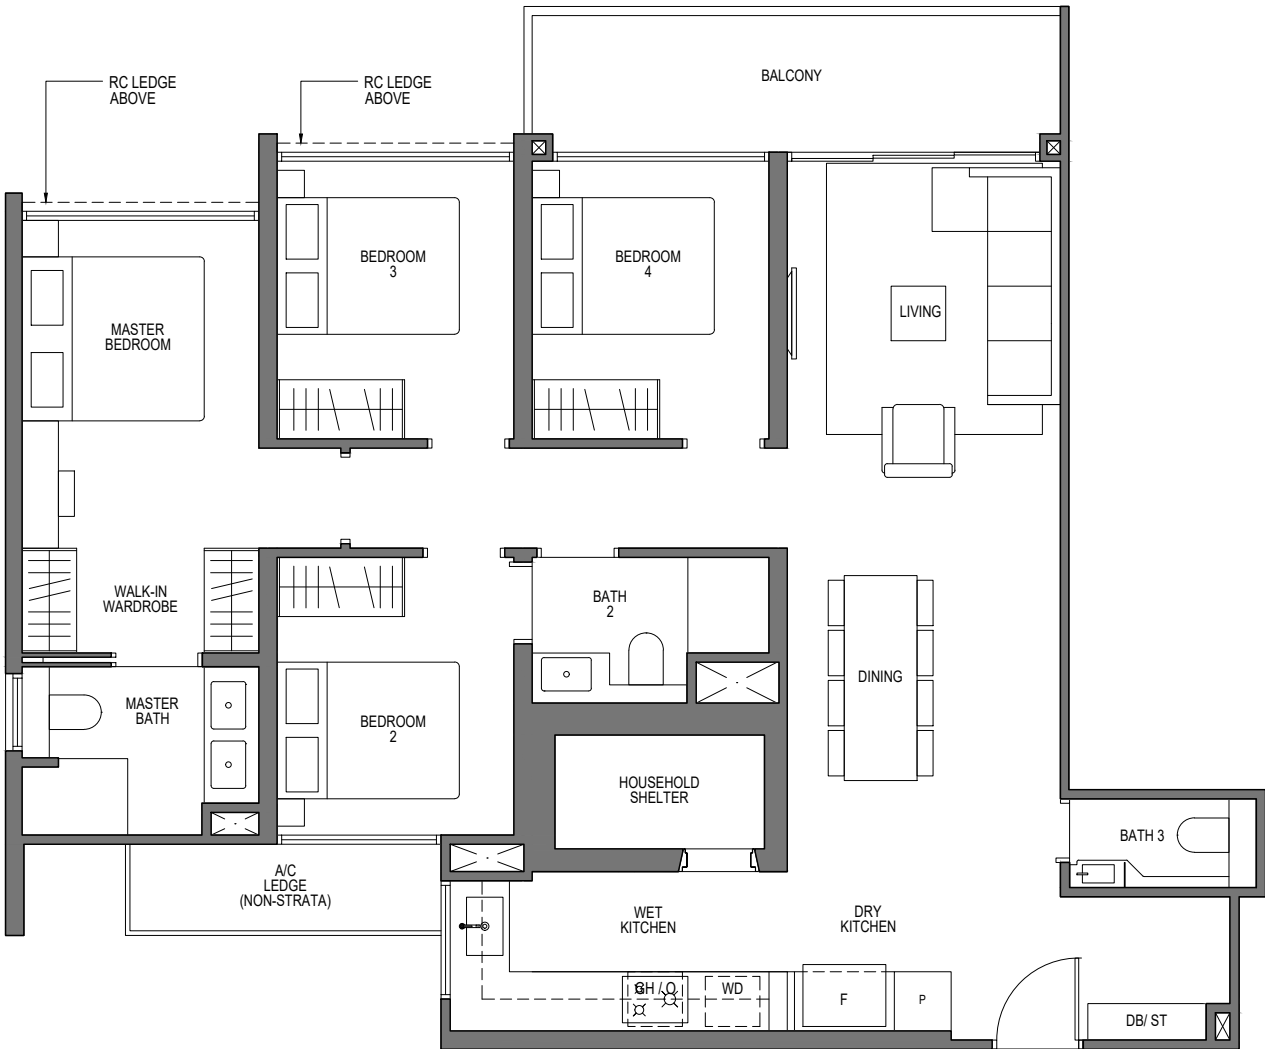 BALCONY
RC LEDGE
ABOVE
RC LEDGE
ABOVE
BEDROOM
3
BEDROOM
4
MASTER
BEDROOM
LIVING
WALK-IN
WARDROBE
BATH
2
DINING
MASTER
BATH
BEDROOM
2
HOUSEHOLD
SHELTER
BATH 3
A/C
LEDGE
(NON-STRATA)
WET
KITCHEN
DRY
KITCHEN
GH / O
WD
F
P
DB/ ST